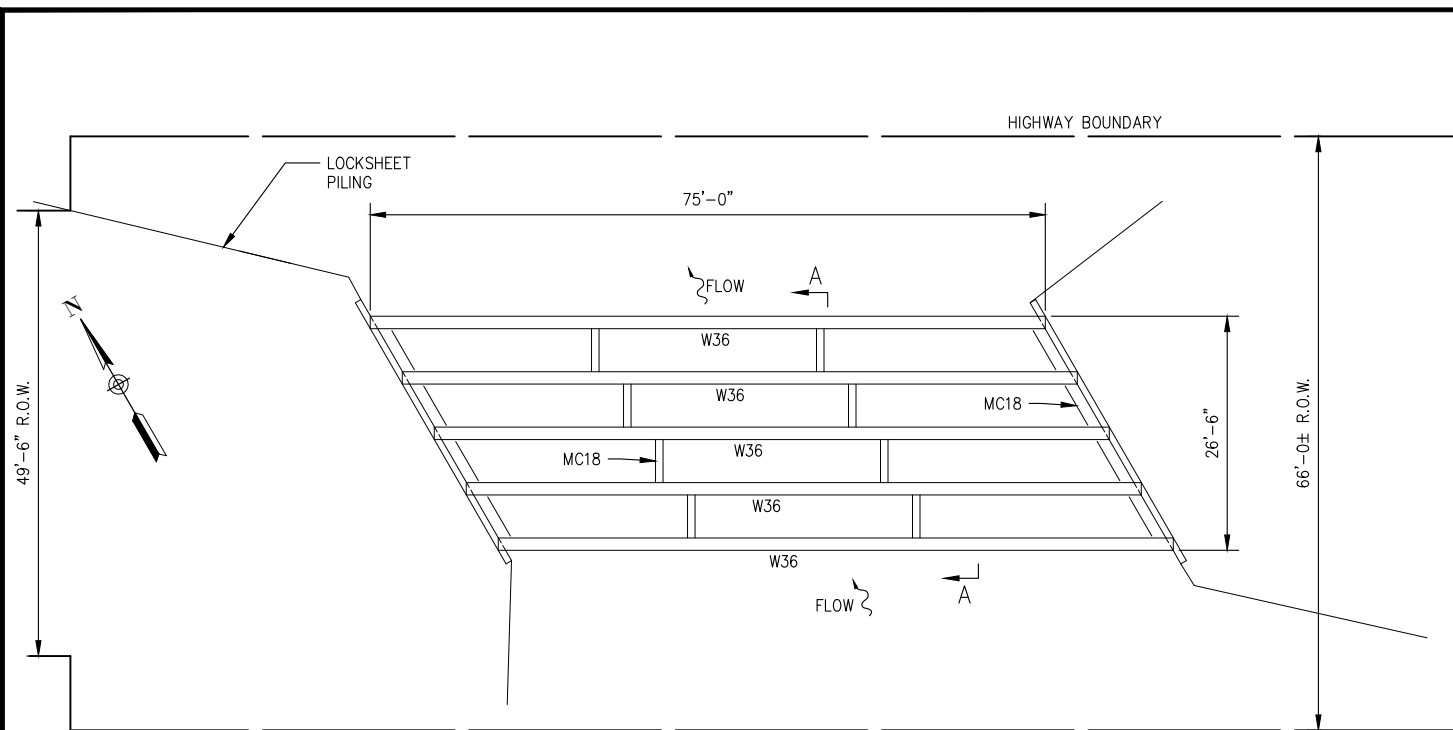 HIGHWAY BOUNDARY
LOCKSHEET
PILING
75'-0"
FLOW
A
N
W36
W36
MC18
49'-6" R.O.W.
26'-6"
66'-0± R.O.W.
W36
MC18
W36
W36
FLOW
A